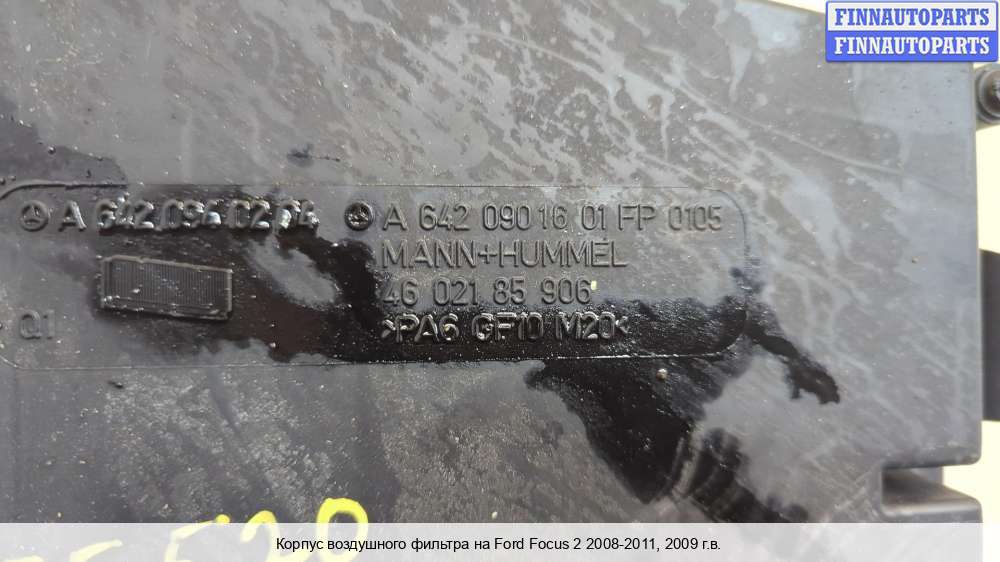 FINNAUTOPARTS
FINNAUTOPARTS
A 642 094 02 04
A 642 090 16 01 FP 0105
MANN+HUMMEL
46 021 85 906
Q1
>PA6 GF10 M20<
520
Корпус воздушного фильтра на Ford Focus 2 2008-2011, 2009 г.в.